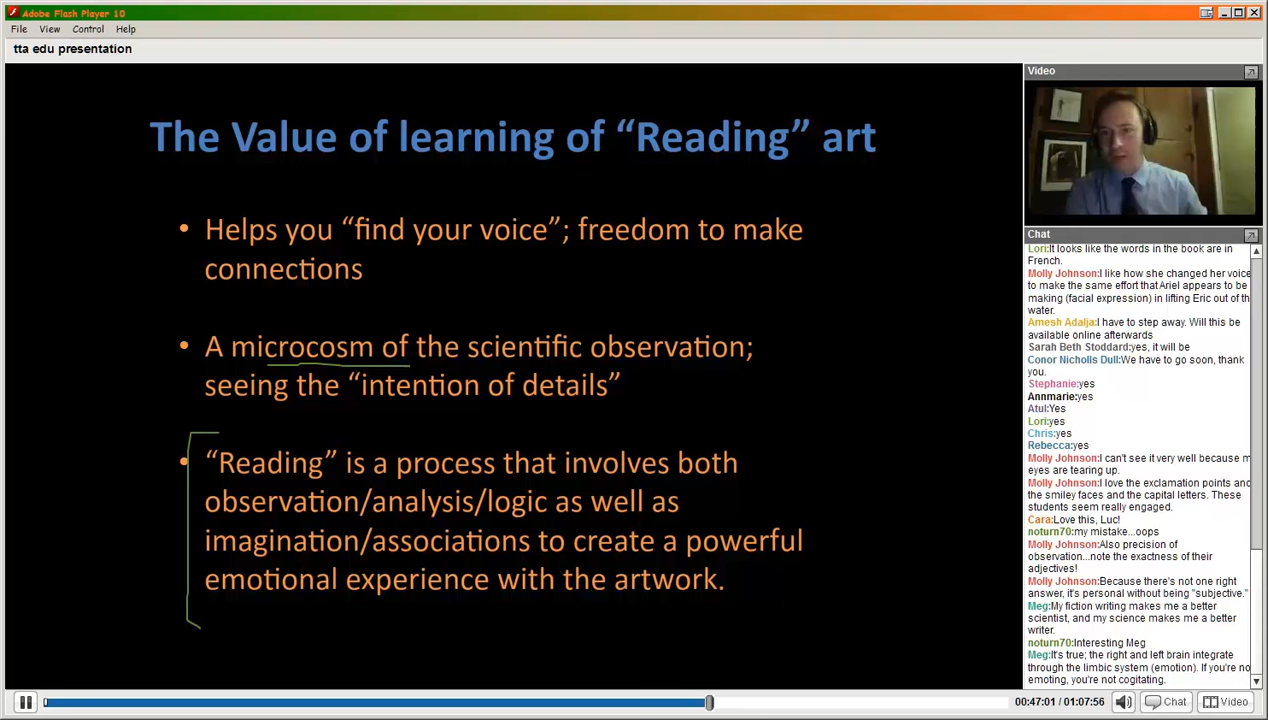 Adobe Flash Player 10
File View Control Help
tta edu presentation
The Value of learning of “Reading” art
• Helps you “find your voice”; freedom to make
connections
• A microcosm of the scientific observation;
seeing the “intention of details”
• “Reading” is a process that involves both
observation/analysis/logic as well as
imagination/associations to create a powerful
emotional experience with the artwork.
Video
Chat
Lori:It looks like the words in the book are in
French.
Molly Johnson:I like how she changed her voice
to make the same effort that Ariel appears to be
making (facial expression) in lifting Eric out of th
water.
Amesh Adalja:I have to step away. Will this be
available online afterwards
Sarah Beth Stoddard:yes, it will be
Conor Nicholls Dull:We have to go soon, thank
you.
Stephanie:yes
Annmarie:yes
Atul:Yes
Lori:yes
Chris:yes
Rebecca:yes
Molly Johnson:I can't see it very well because m
eyes are tearing up.
Molly Johnson:I love the exclamation points and
the smiley faces and the capital letters. These
students seem really engaged.
Cara:Love this, Luc!
noturn70:my mistake...oops
Molly Johnson:Also precision of
observation...note the exactness of their
adjectives!
Molly Johnson:Because there's not one right
answer, it's personal without being "subjective."
Meg:My fiction writing makes me a better
scientist, and my science makes me a better
writer.
noturn70:Interesting Meg
Meg:It's true; the right and left brain integrate
through the limbic system (emotion). If you're no
emoting, you're not cogitating.
00:47:01 / 01:07:56 Chat Video